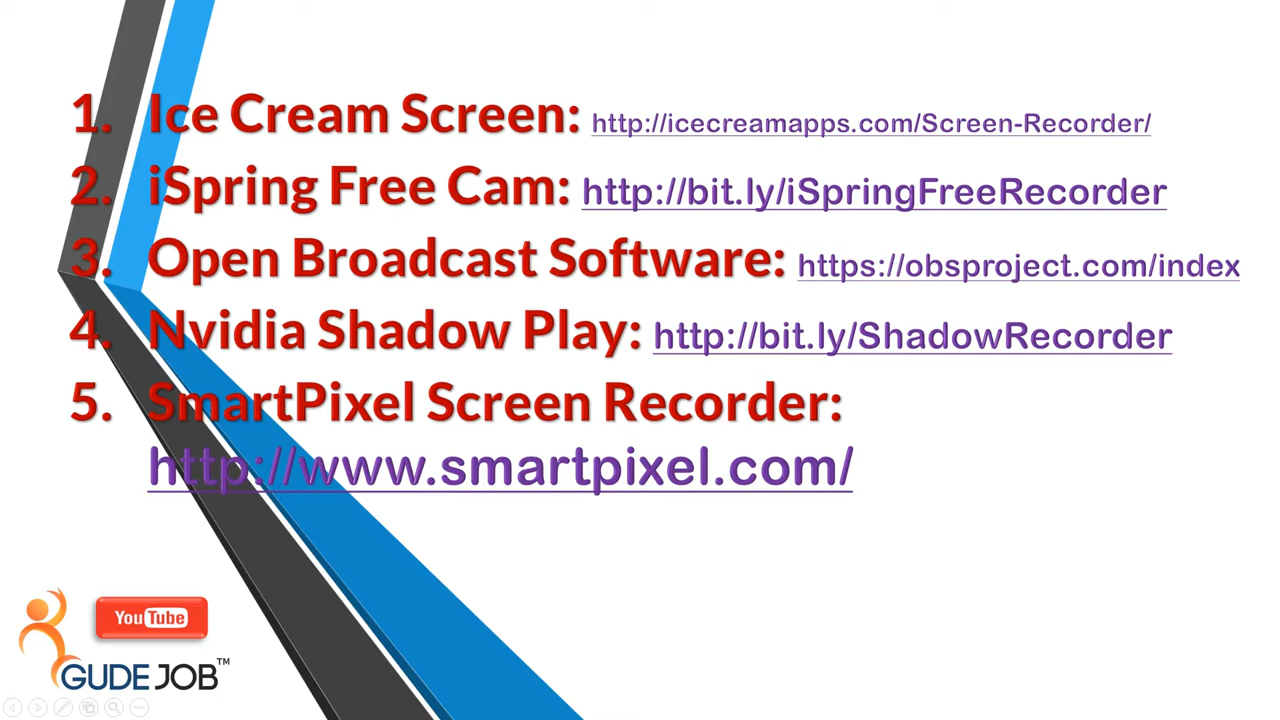 1. Ice Cream Screen: http://icecreamapps.com/Screen-Recorder/
2. iSpring Free Cam: http://bit.ly/iSpringFreeRecorder
3. Open Broadcast Software: https://obsproject.com/index
4. Nvidia Shadow Play: http://bit.ly/ShadowRecorder
5. SmartPixel Screen Recorder:
http://www.smartpixel.com/
YouTube
GUDEJOB™